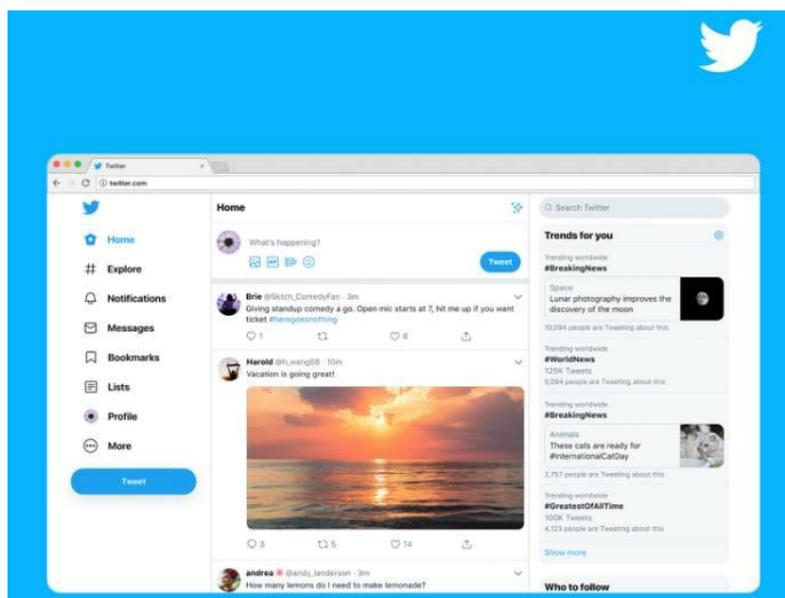 Twitter
twitter.com
Home
Explore
Notifications
Messages
Bookmarks
Lists
Profile
More
Tweet
Home
What's happening?
GIF
Tweet
Brie @Sktch_ComedyFan · 3m
Giving standup comedy a go. Open mic starts at 7, hit me up if you want
ticket #heregoesnothing
1
8
Harold @h_wang88 · 10m
Vacation is going great!
3
5
14
andrea @andy_landerson · 3m
How many lemons do I need to make lemonade?
Search Twitter
Trends for you
Trending worldwide
#BreakingNews
Space
Lunar photography improves the
discovery of the moon
10,094 people are Tweeting about this
Trending worldwide
#WorldNews
125K Tweets
5,094 people are Tweeting about this
Trending worldwide
#BreakingNews
Animals
These cats are ready for
#InternationalCatDay
2,757 people are Tweeting about this
Trending worldwide
#GreatestOfAllTime
100K Tweets
4,123 people are Tweeting about this
Show more
Who to follow